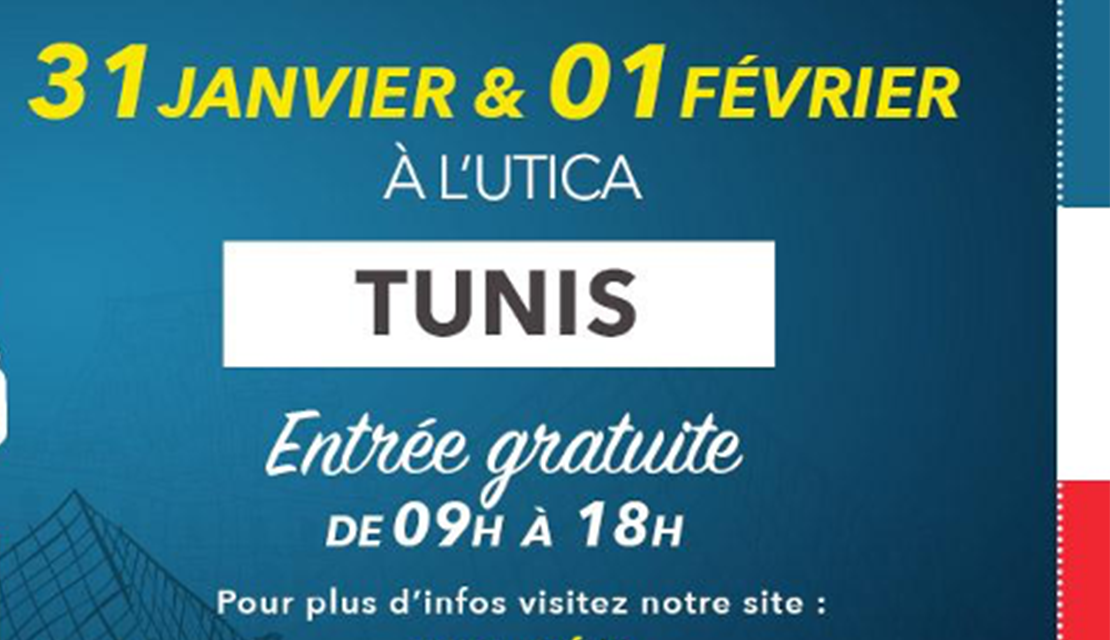 31 JANVIER & 01 FÉVRIER
À L'UTICA
TUNIS
Entrée gratuite
DE 09H À 18H
Pour plus d'infos visitez notre site :